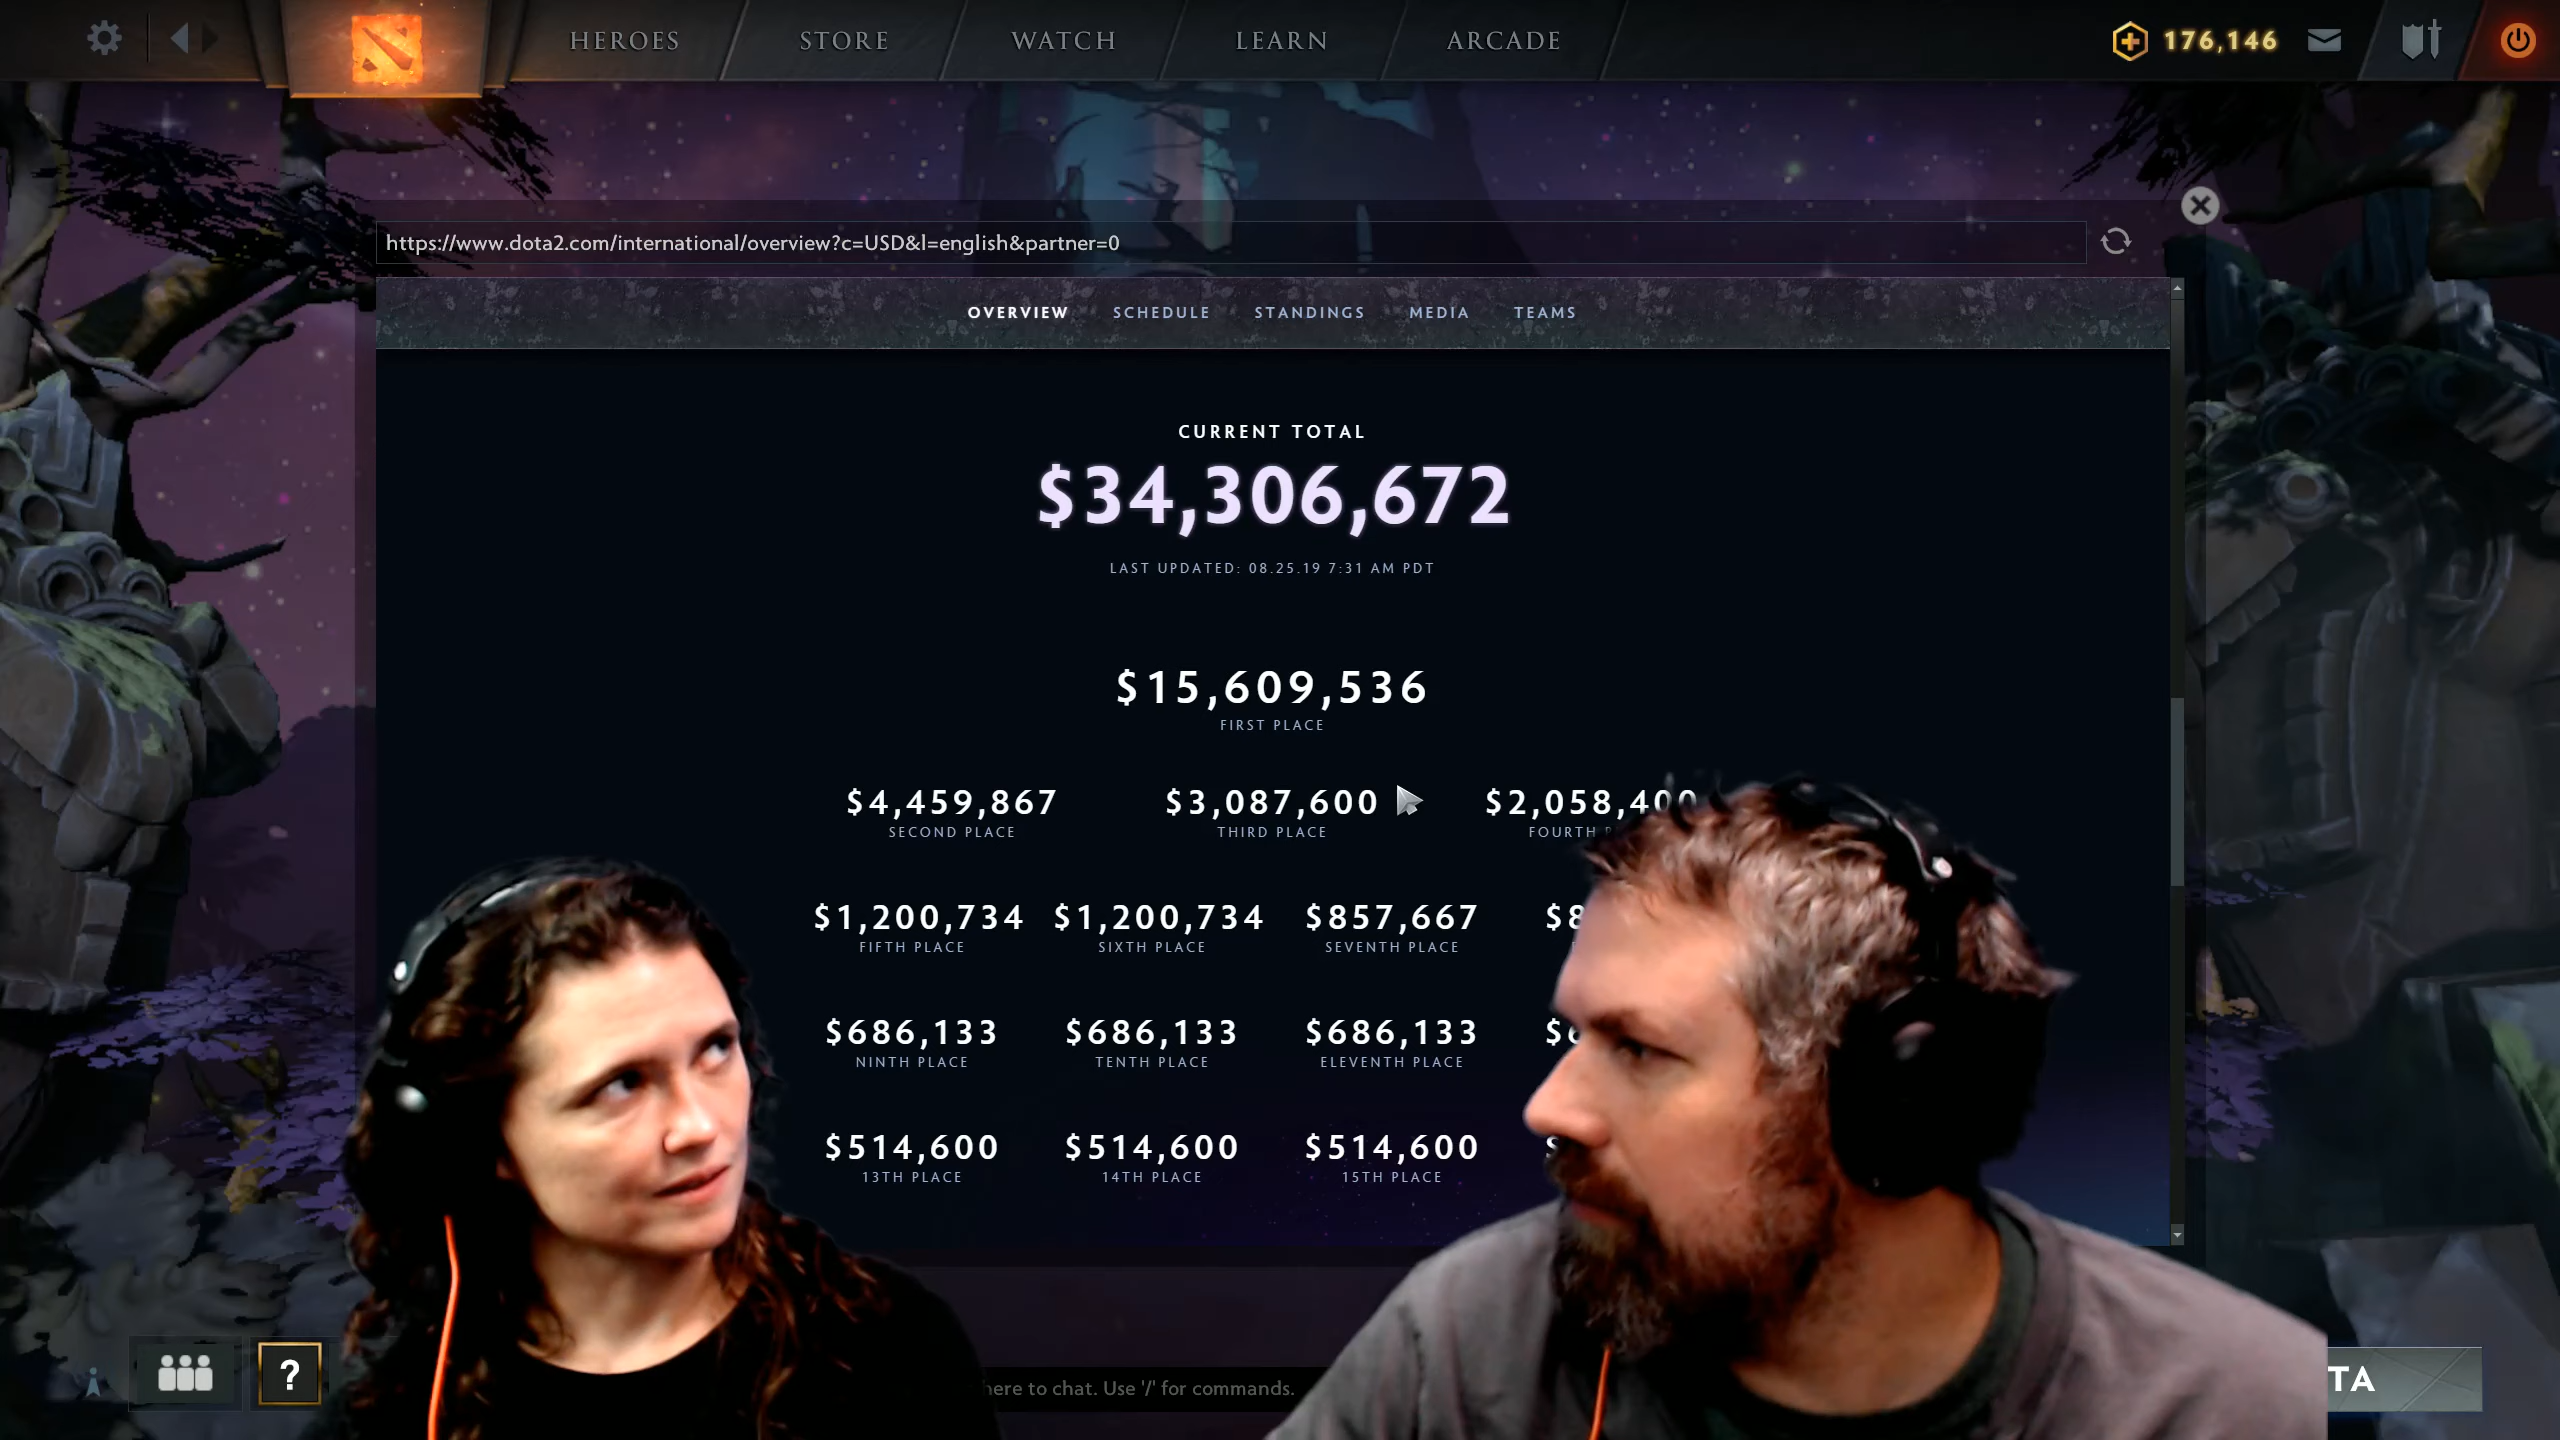 HEROES STORE WATCH LEARN ARCADE 176,146
https://www.dota2.com/international/overview?c=USD&l=english&partner=0
OVERVIEW SCHEDULE STANDINGS MEDIA TEAMS
CURRENT TOTAL
$34,306,672
LAST UPDATED: 08.25.19 7:31 AM PDT
$15,609,536
FIRST PLACE
$4,459,867 $3,087,600 $2,058,400
SECOND PLACE THIRD PLACE FOURTH
$1,200,734 $1,200,734 $857,667
FIFTH PLACE SIXTH PLACE SEVENTH PLACE
$686,133 $686,133 $686,133
NINTH PLACE TENTH PLACE ELEVENTH PLACE
$514,600 $514,600 $514,600
13TH PLACE 14TH PLACE 15TH PLACE
?
here to chat. Use '/' for commands.
TA